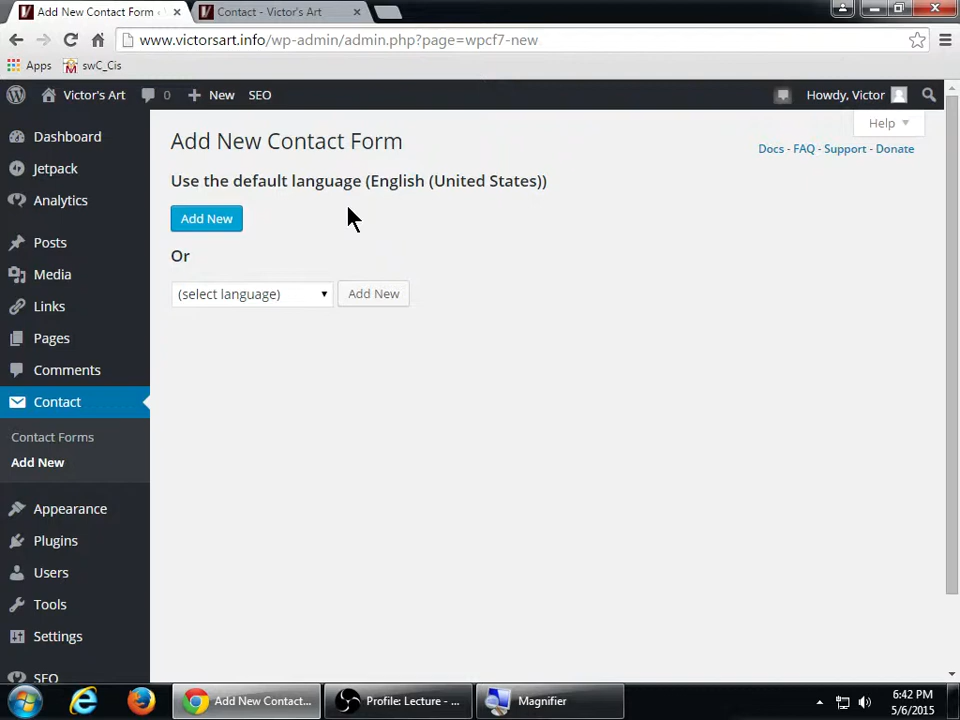 Add New Contact Form ‹
Contact - Victor's Art
www.victorsart.info/wp-admin/admin.php?page=wpcf7-new
Apps
swC_Cis
Victor's Art
0
New
SEO
Howdy, Victor
Help
Docs - FAQ - Support - Donate
Add New Contact Form
Use the default language (English (United States))
Add New
Or
(select language)
Add New
Dashboard
Jetpack
Analytics
Posts
Media
Links
Pages
Comments
Contact
Contact Forms
Add New
Appearance
Plugins
Users
Tools
Settings
SEO
Add New Contact...
Profile: Lecture - ...
Magnifier
6:42 PM
5/6/2015